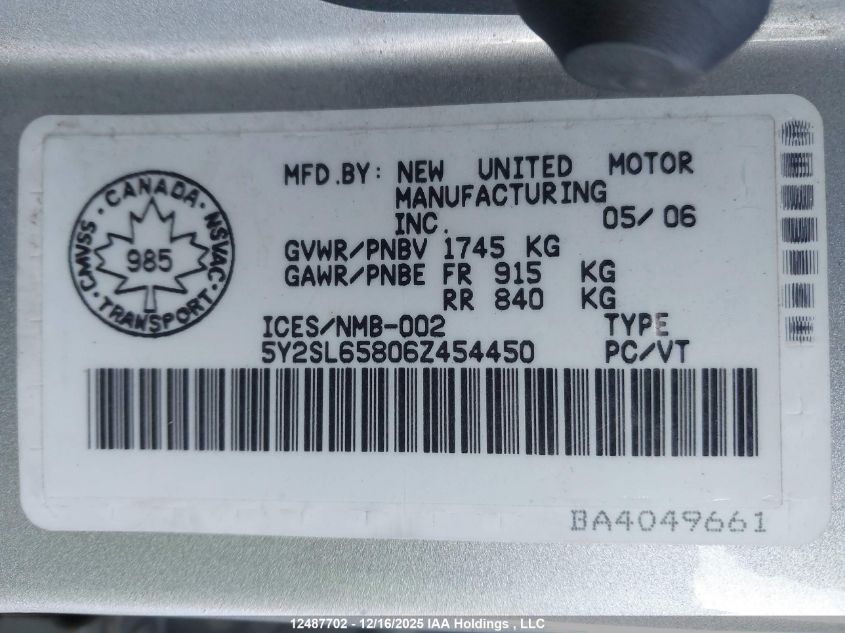 MFD.BY: NEW UNITED MOTOR
MANUFACTURING
INC. 05/06
GVWR/PNBV 1745 KG
GAWR/PNBE FR 915 KG
RR 840 KG
ICES/NMB-002 TYPE
5Y2SL65806Z454450 PC/VT
CANADA · NSVAC · TRANSPORT · CMVSS ·
985
BA4049661
12487702 - 12/16/2025 IAA Holdings , LLC